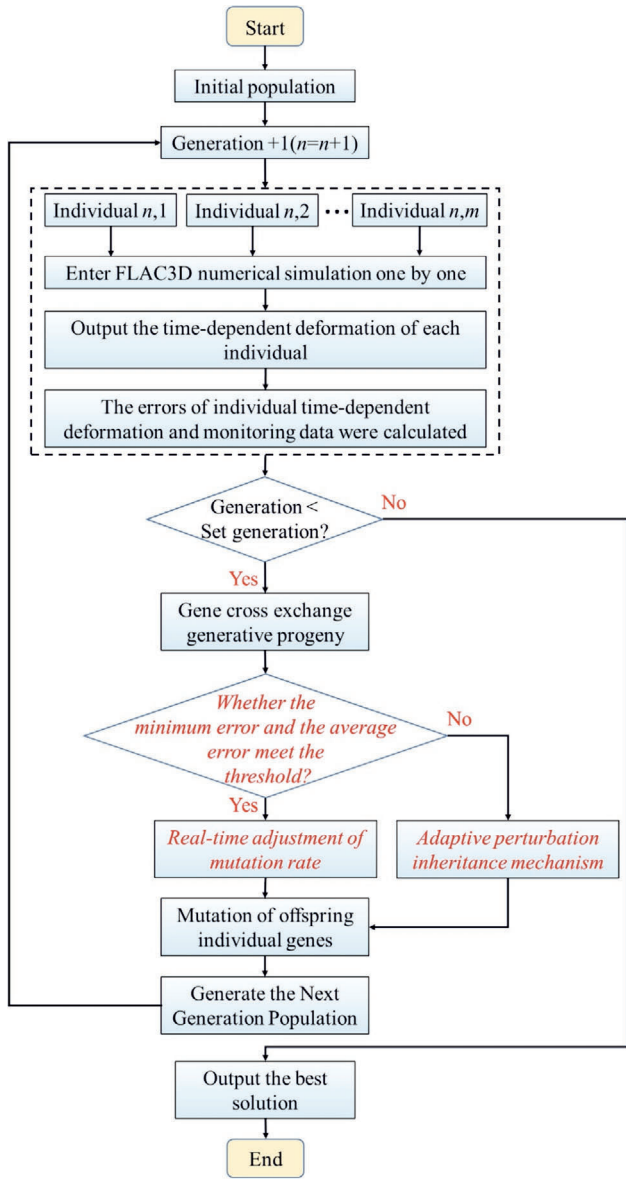 Start
Initial population
Generation +1(n=n+1)
Individual n,1
Individual n,2
...
Individual n,m
Enter FLAC3D numerical simulation one by one
Output the time-dependent deformation of each
individual
The errors of individual time-dependent
deformation and monitoring data were calculated
Generation <
Set generation?
No
Yes
Gene cross exchange
generative progeny
Whether the
minimum error and the average
error meet the
threshold?
No
Yes
Real-time adjustment of
mutation rate
Adaptive perturbation
inheritance mechanism
Mutation of offspring
individual genes
Generate the Next
Generation Population
Output the best
solution
End